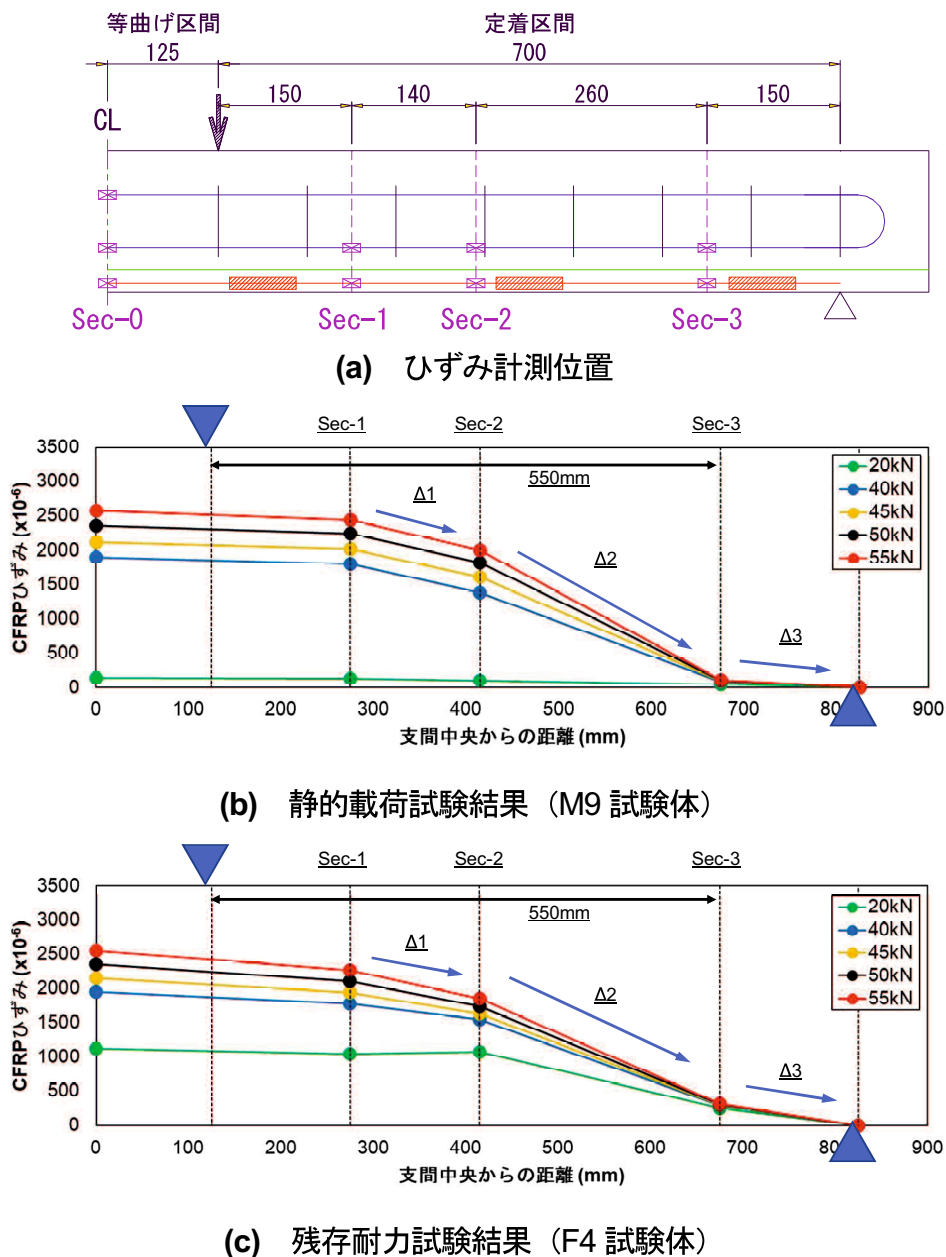 等曲げ区間 定着区間
125 700
150 140 260 150
CL
Sec-0 Sec-1 Sec-2 Sec-3
(a) ひずみ計測位置
Sec-1 Sec-2 Sec-3
3500
3000
2500
2000
1500
1000
500
0
CFRPひずみ (x10⁻⁶)
550mm
Δ1
Δ2
Δ3
20kN
40kN
45kN
50kN
55kN
0 100 200 300 400 500 600 700 800 900
支間中央からの距離 (mm)
(b) 静的載荷試験結果（M9 試験体）
Sec-1 Sec-2 Sec-3
3500
3000
2500
2000
1500
1000
500
0
CFRPひずみ (x10⁻⁶)
550mm
Δ1
Δ2
Δ3
20kN
40kN
45kN
50kN
55kN
0 100 200 300 400 500 600 700 800 900
支間中央からの距離 (mm)
(c) 残存耐力試験結果（F4 試験体）